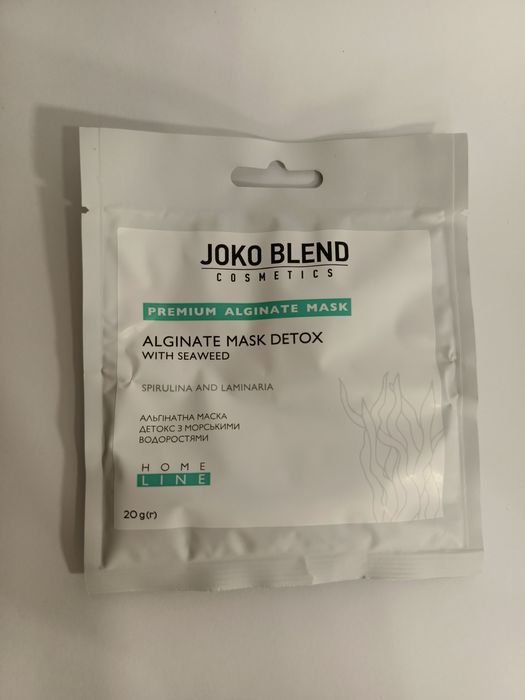 JOKO BLEND
COSMETICS
PREMIUM ALGINATE MASK
ALGINATE MASK DETOX
WITH SEAWEED
SPIRULINA AND LAMINARIA
АЛЬГІНАТНА МАСКА
ДЕТОКС З МОРСЬКИМИ
ВОДОРОСТЯМИ
HOME
LINE
20 g(г)